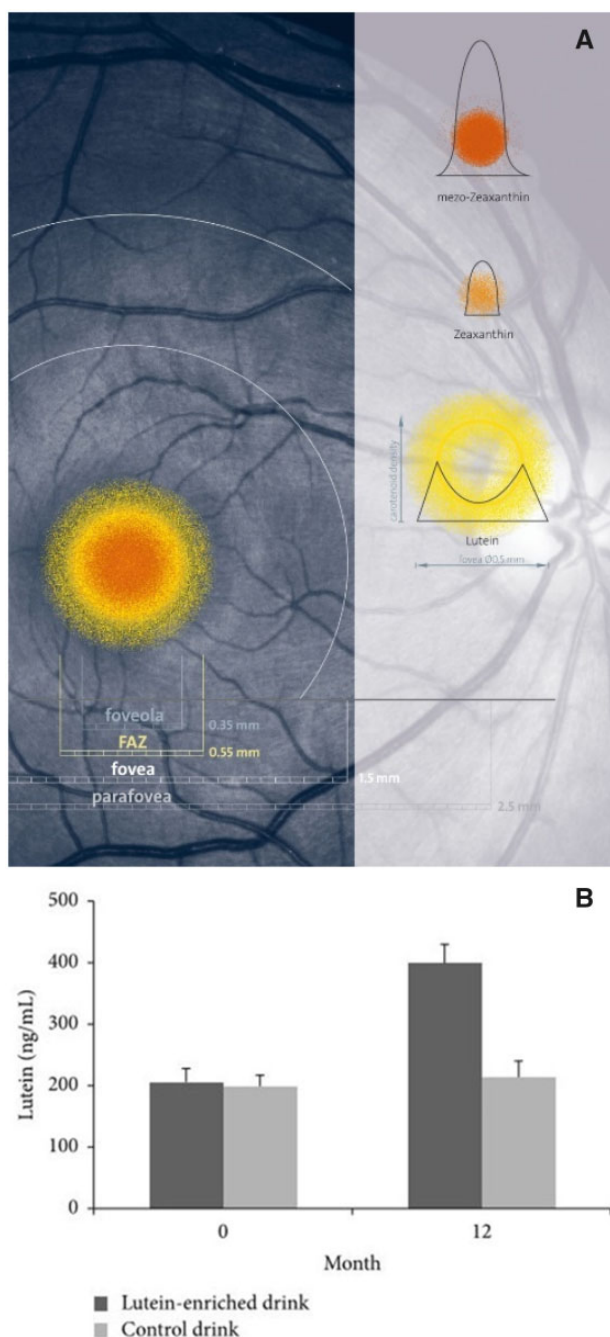 A
mezo-Zeaxanthin
Zeaxanthin
carotenoid density
Lutein
fovea Ø0.5 mm
foveola
0.35 mm
FAZ
0.55 mm
fovea
1.5 mm
parafovea
2.5 mm
B
500
400
300
200
100
0
Lutein (ng/mL)
0
12
Month
Lutein-enriched drink
Control drink